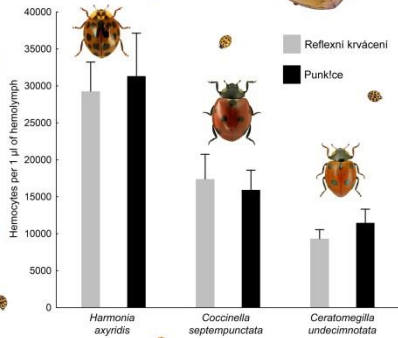 40000
35000
30000
25000
20000
15000
10000
5000
0
Hemocytes per 1 µl of hemolymph
Reflexní krvácení
Punk!ce
Harmonia
axyridis
Coccinella
septempunctata
Ceratomegilla
undecimnotata